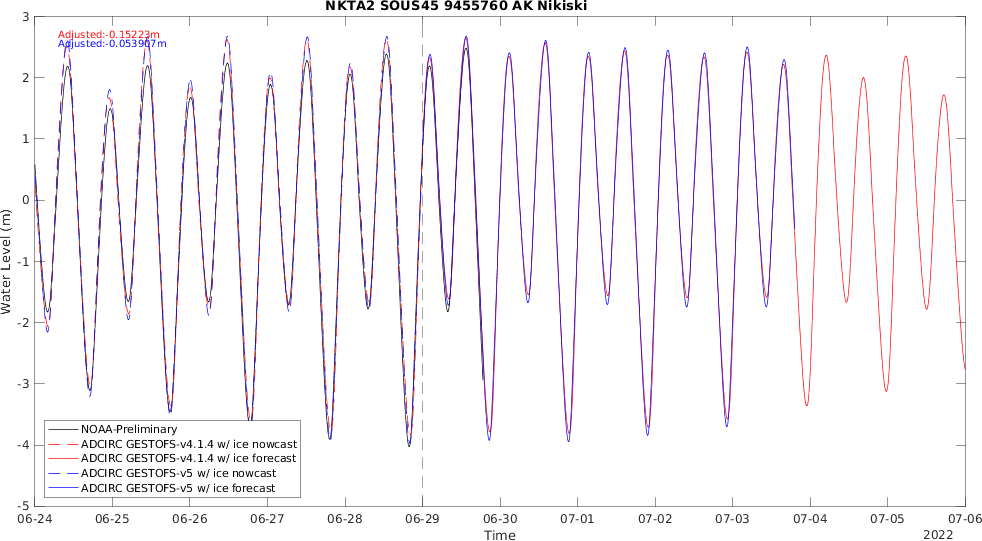 NKTA2 SOUS45 9455760 AK Nikiski
Adjusted:-0.15223m
Adjusted:-0.053907m
3
2
1
0
-1
-2
-3
-4
-5
Water Level (m)
NOAA-Preliminary
ADCIRC GESTOFS-v4.1.4 w/ ice nowcast
ADCIRC GESTOFS-v4.1.4 w/ ice forecast
ADCIRC GESTOFS-v5 w/ ice nowcast
ADCIRC GESTOFS-v5 w/ ice forecast
06-24 06-25 06-26 06-27 06-28 06-29 06-30 07-01 07-02 07-03 07-04 07-05 07-06
Time
2022